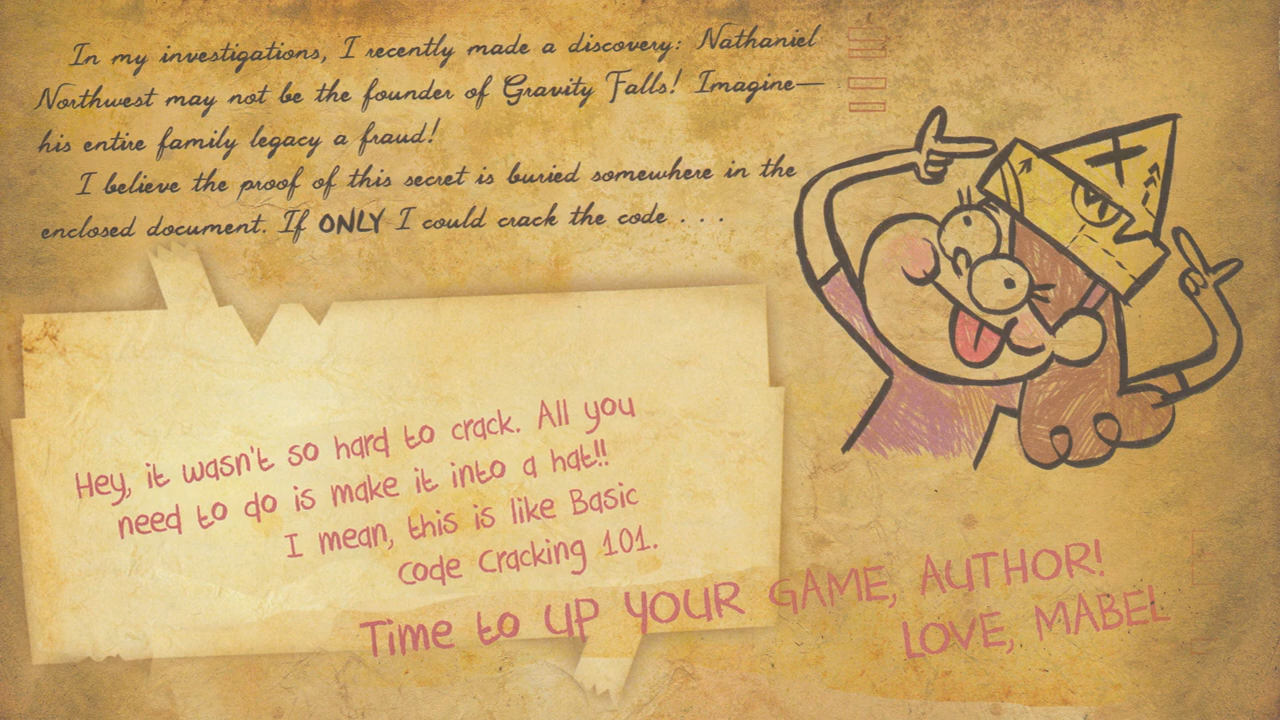 In my investigations, I recently made a discovery: Nathaniel
Northwest may not be the founder of Gravity Falls! Imagine—
his entire family legacy a fraud!
I believe the proof of this secret is buried somewhere in the
enclosed document. If ONLY I could crack the code . . .
Hey, it wasn't so hard to crack. All you
need to do is make it into a hat!!
I mean, this is like Basic
Code Cracking 101.
Time to UP YOUR GAME, AUTHOR!
LOVE, MABEL